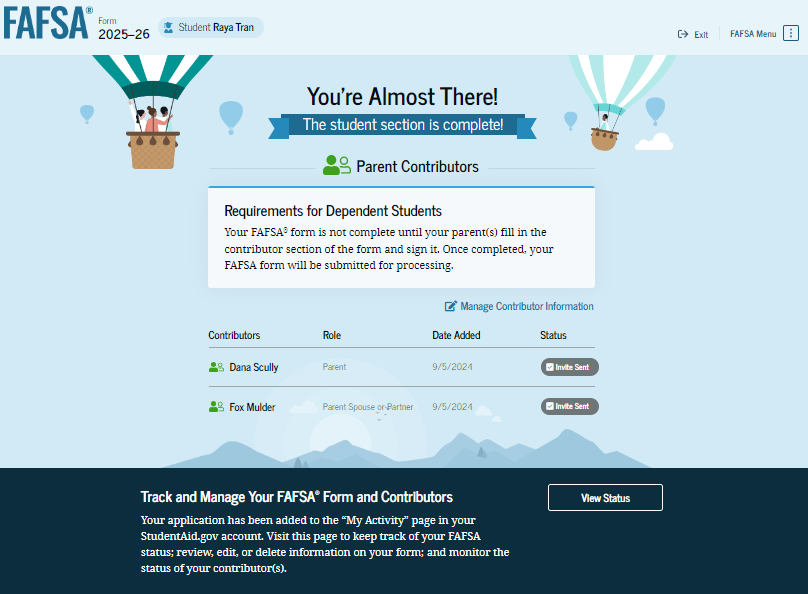 FAFSA®
Form
2025–26
Student Raya Tran
Exit
FAFSA Menu
You're Almost There!
The student section is complete!
Parent Contributors
Requirements for Dependent Students
Your FAFSA® form is not complete until your parent(s) fill in the
contributor section of the form and sign it. Once completed, your
FAFSA form will be submitted for processing.
Manage Contributor Information
Contributors Role Date Added Status
Dana Scully Parent 9/5/2024 Invite Sent
Fox Mulder Parent Spouse or Partner 9/5/2024 Invite Sent
Track and Manage Your FAFSA® Form and Contributors
View Status
Your application has been added to the “My Activity” page in your
StudentAid.gov account. Visit this page to keep track of your FAFSA
status; review, edit, or delete information on your form; and monitor the
status of your contributor(s).